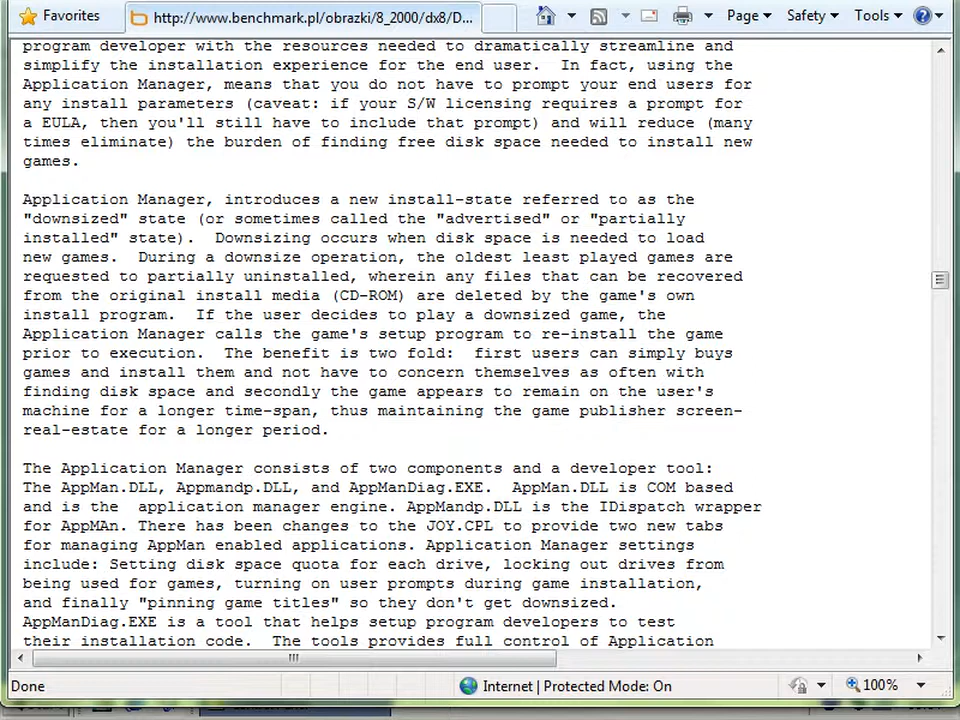 Favorites
http://www.benchmark.pl/obrazki/8_2000/dx8/D...
Page
Safety
Tools
program developer with the resources needed to dramatically streamline and
simplify the installation experience for the end user.  In fact, using the
Application Manager, means that you do not have to prompt your end users for
any install parameters (caveat: if your S/W licensing requires a prompt for
a EULA, then you'll still have to include that prompt) and will reduce (many
times eliminate) the burden of finding free disk space needed to install new
games.
Application Manager, introduces a new install-state referred to as the
"downsized" state (or sometimes called the "advertised" or "partially
installed" state).  Downsizing occurs when disk space is needed to load
new games.  During a downsize operation, the oldest least played games are
requested to partially uninstalled, wherein any files that can be recovered
from the original install media (CD-ROM) are deleted by the game's own
install program.  If the user decides to play a downsized game, the
Application Manager calls the game's setup program to re-install the game
prior to execution.  The benefit is two fold:  first users can simply buys
games and install them and not have to concern themselves as often with
finding disk space and secondly the game appears to remain on the user's
machine for a longer time-span, thus maintaining the game publisher screen-
real-estate for a longer period.
The Application Manager consists of two components and a developer tool:
The AppMan.DLL, Appmandp.DLL, and AppManDiag.EXE.  AppMan.DLL is COM based
and is the  application manager engine. AppMandp.DLL is the IDispatch wrapper
for AppMAn. There has been changes to the JOY.CPL to provide two new tabs
for managing AppMan enabled applications. Application Manager settings
include: Setting disk space quota for each drive, locking out drives from
being used for games, turning on user prompts during game installation,
and finally "pinning game titles" so they don't get downsized.
AppManDiag.EXE is a tool that helps setup program developers to test
their installation code.  The tools provides full control of Application
Done
Internet | Protected Mode: On
100%